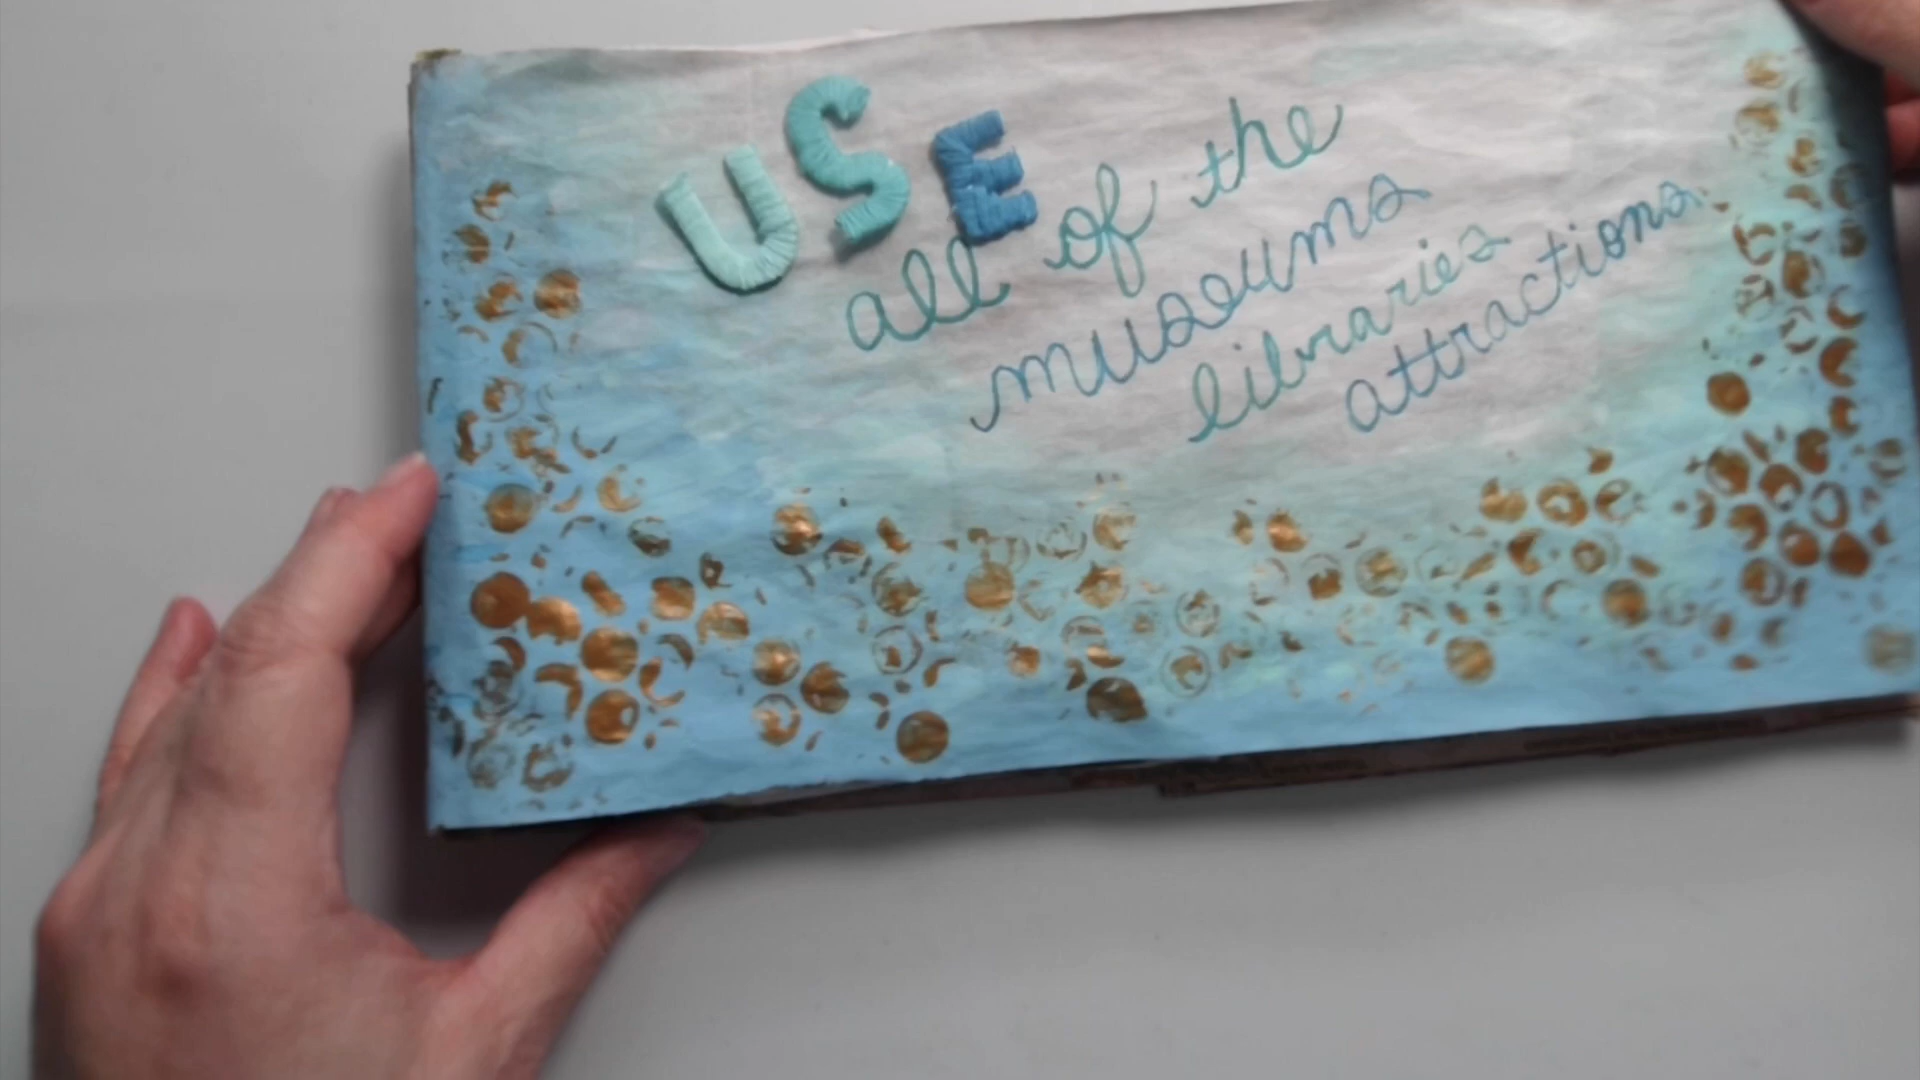 USE
all of the
museums
libraries
attractions